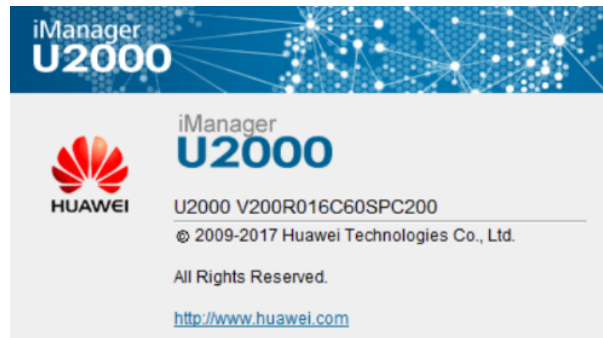 iManager
U2000
iManager
U2000
HUAWEI
U2000 V200R016C60SPC200
© 2009-2017 Huawei Technologies Co., Ltd.
All Rights Reserved.
http://www.huawei.com